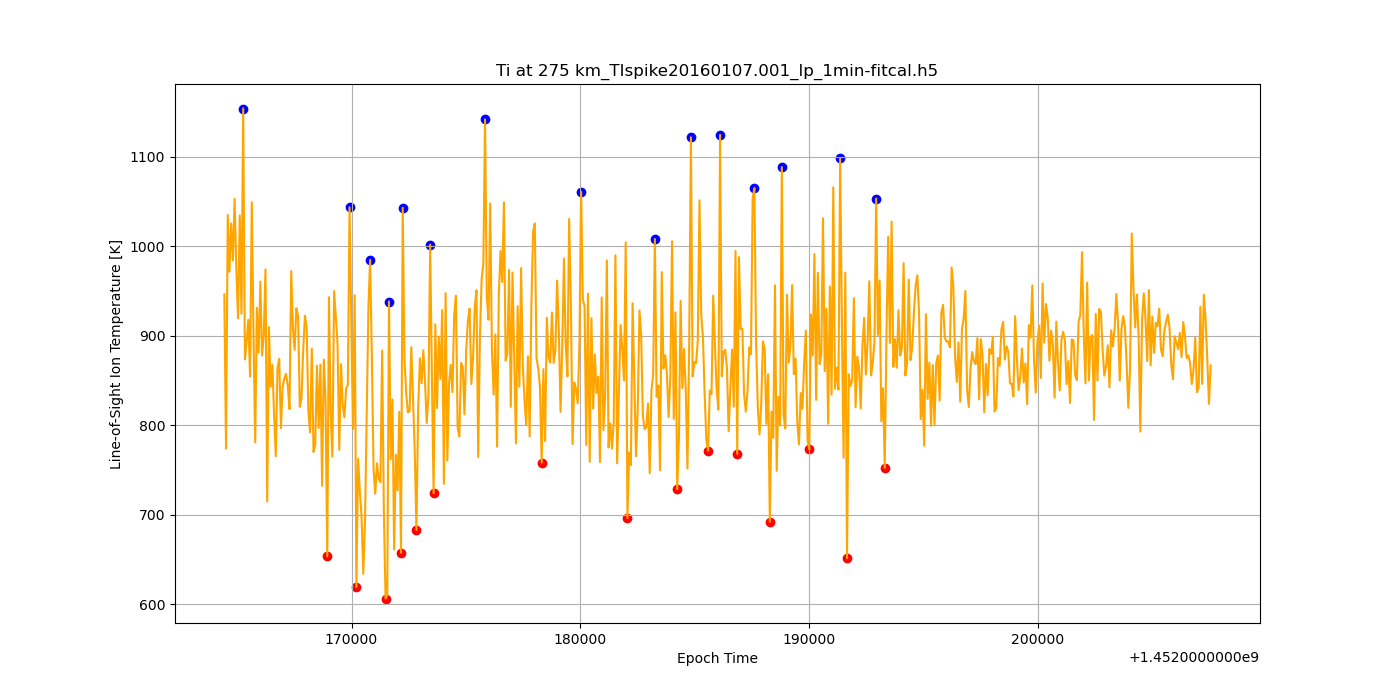 Ti at 275 km_TIspike20160107.001_lp_1min-fitcal.h5
Line-of-Sight Ion Temperature [K]
1100
1000
900
800
700
600
170000 180000 190000 200000
Epoch Time
+1.4520000000e9